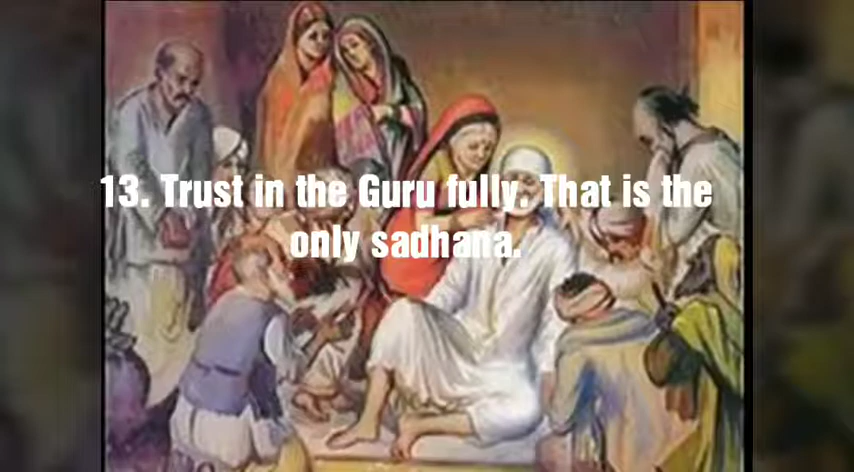 13. Trust in the Guru fully. That is the
only sadhana.